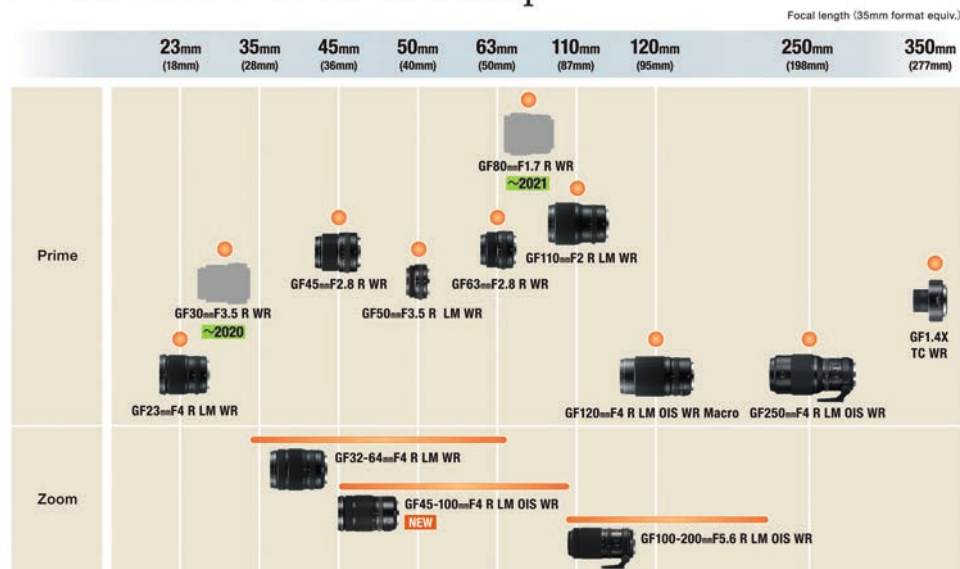 Focal length (35mm format equiv.)
23mm 35mm 45mm 50mm 63mm 110mm 120mm 250mm 350mm
(18mm) (28mm) (36mm) (40mm) (50mm) (87mm) (95mm) (198mm) (277mm)
GF80mmF1.7 R WR
~2021
Prime
GF110mmF2 R LM WR
GF45mmF2.8 R WR
GF63mmF2.8 R WR
GF30mmF3.5 R WR
GF50mmF3.5 R LM WR
~2020
GF1.4X
TC WR
GF23mmF4 R LM WR
GF120mmF4 R LM OIS WR Macro
GF250mmF4 R LM OIS WR
GF32-64mmF4 R LM WR
Zoom
GF45-100mmF4 R LM OIS WR
NEW
GF100-200mmF5.6 R LM OIS WR